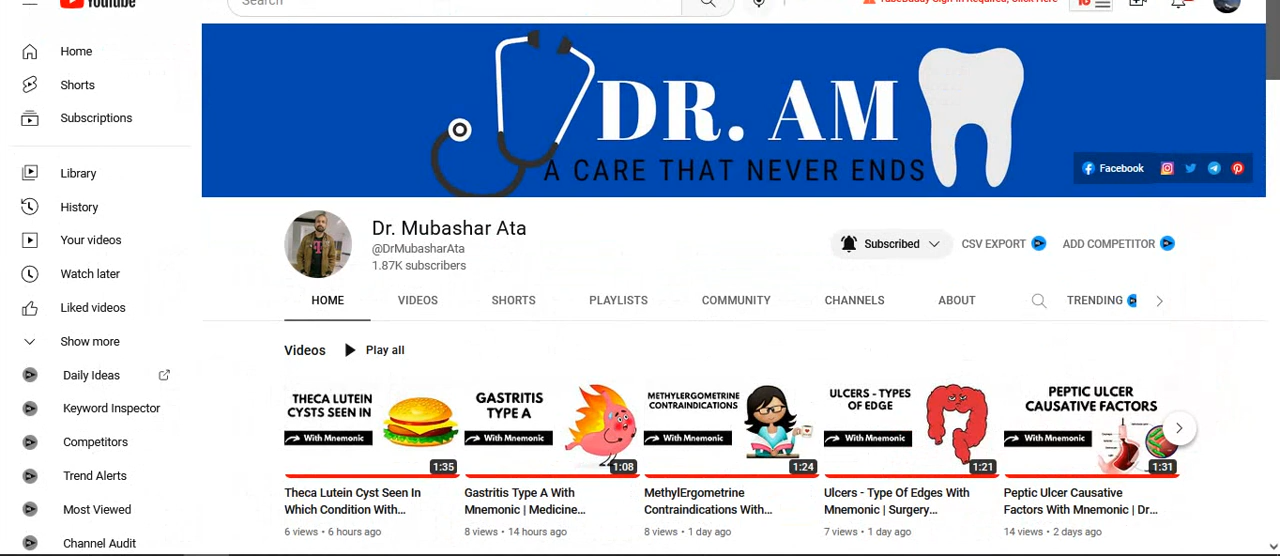 YouTube
Search
TubeBuddy Sign In Required, Click Here
Home
Shorts
Subscriptions
Library
History
Your videos
Watch later
Liked videos
Show more
Daily Ideas
Keyword Inspector
Competitors
Trend Alerts
Most Viewed
Channel Audit
DR. AM
A CARE THAT NEVER ENDS
Facebook
Dr. Mubashar Ata
@DrMubasharAta
1.87K subscribers
Subscribed
CSV EXPORT
ADD COMPETITOR
HOME VIDEOS SHORTS PLAYLISTS COMMUNITY CHANNELS ABOUT TRENDING
Videos Play all
THECA LUTEIN
CYSTS SEEN IN
With Mnemonic
1:35
Theca Lutein Cyst Seen In
Which Condition With...
6 views • 6 hours ago
GASTRITIS
TYPE A
With Mnemonic
1:08
Gastritis Type A With
Mnemonic | Medicine...
8 views • 14 hours ago
METHYLERGOMETRINE
CONTRAINDICATIONS
With Mnemonic
1:24
MethylErgometrine
Contraindications With...
8 views • 1 day ago
ULCERS - TYPES
OF EDGE
With Mnemonic
1:21
Ulcers - Type Of Edges With
Mnemonic | Surgery...
7 views • 1 day ago
PEPTIC ULCER
CAUSATIVE FACTORS
With Mnemonic
1:31
Peptic Ulcer Causative
Factors With Mnemonic | Dr...
14 views • 2 days ago